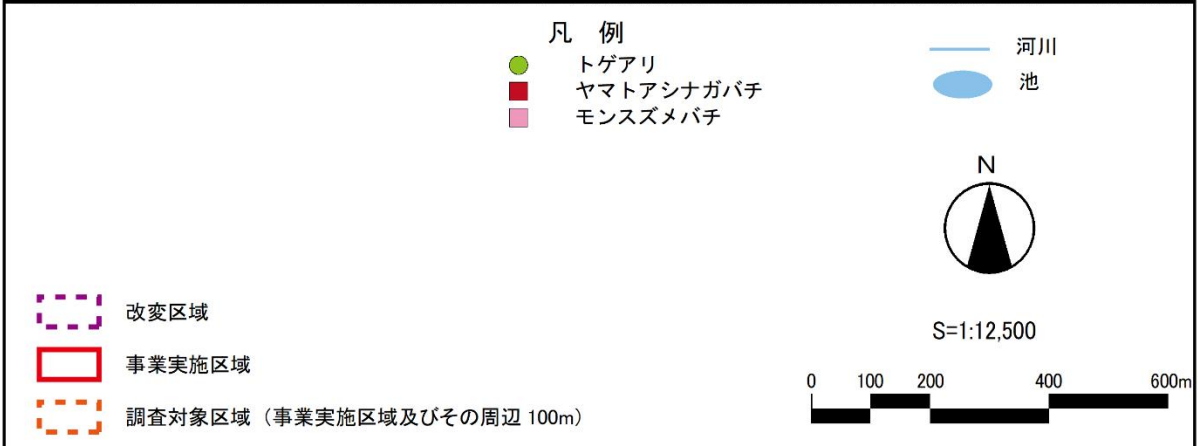 凡 例
トゲアリ
ヤマトアシナガバチ
モンスズメバチ
河川
池
N
改変区域
事業実施区域
調査対象区域（事業実施区域及びその周辺 100m）
S=1:12,500
0 100 200 400 600m